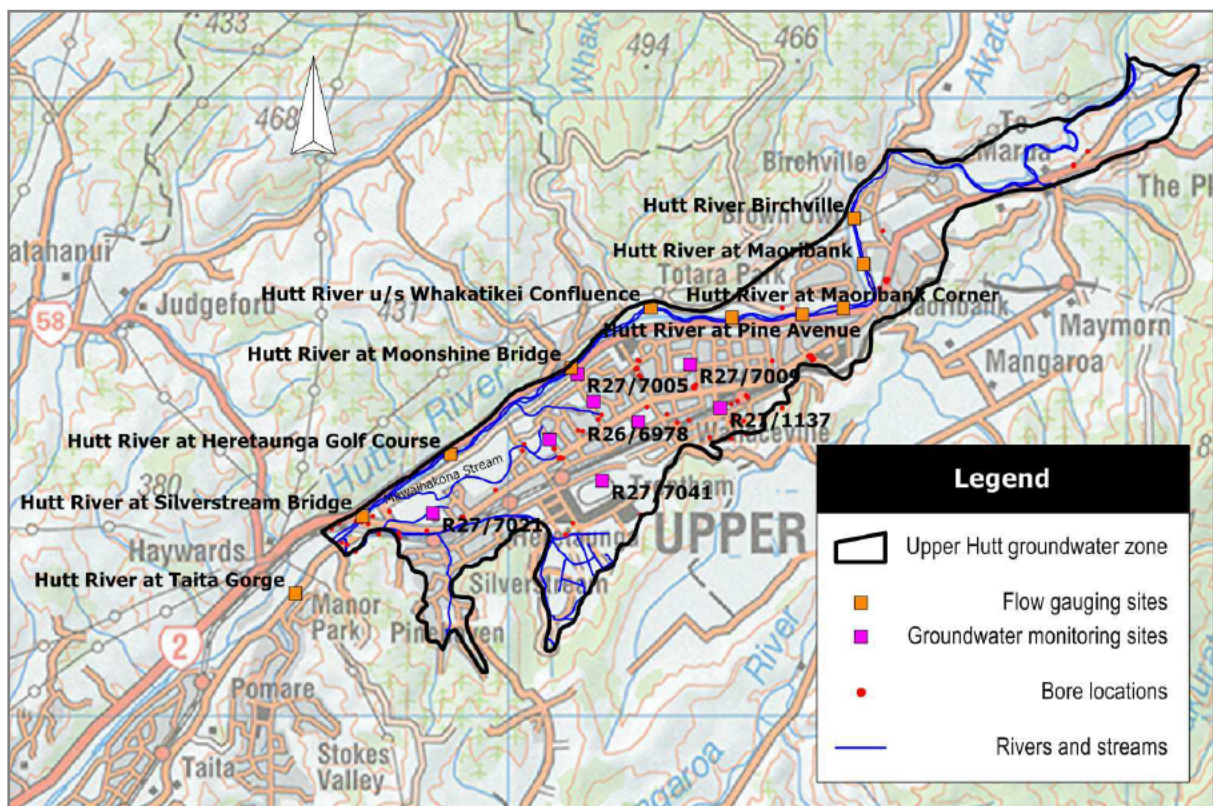 433
494
466
468
Birchville
Hutt River Birchville
Hutt River at Maoribank
Totara Park
Judgeford
58
431
Hutt River u/s Whakatikei Confluence
Hutt River at Maoribank Corner
Maymorn
Hutt River at Pine Avenue
Mangaroa
Hutt River at Moonshine Bridge
R27/7005
R27/7009
Hutt River
R27/1137
R26/6978
Wallaceville
Hutt River at Heretaunga Golf Course
380
Mawaihakona Stream
Trentham
R27/7041
Hutt River at Silverstream Bridge
R27/7021
UPPER
Haywards
Silverstream
Hutt River at Taita Gorge
Manor
Park
2
Pomare
River
Stokes
Valley
Taita
Legend
Upper Hutt groundwater zone
Flow gauging sites
Groundwater monitoring sites
Bore locations
Rivers and streams